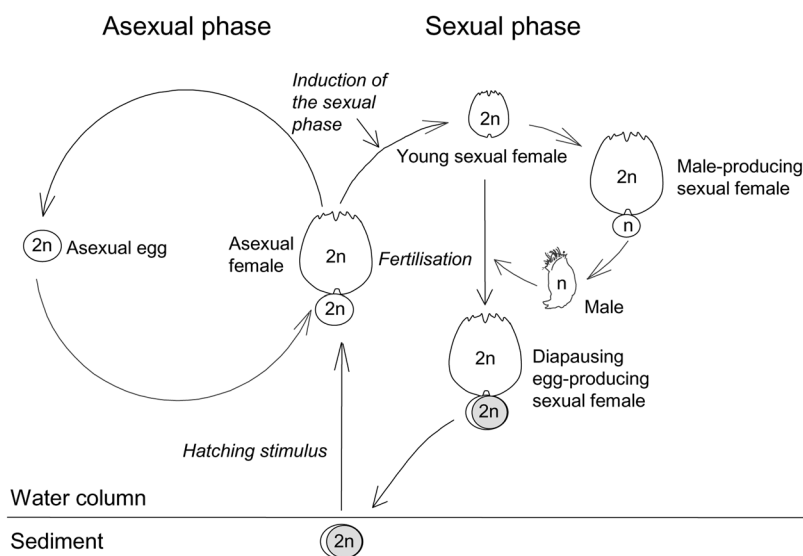 Asexual phase
Sexual phase
Induction of
the sexual
phase
2n
Young sexual female
2n
Male-producing
sexual female
n
2n
Asexual egg
Asexual
female
2n
2n
Fertilisation
n
Male
2n
Diapausing
egg-producing
sexual female
2n
Hatching stimulus
Water column
Sediment
2n